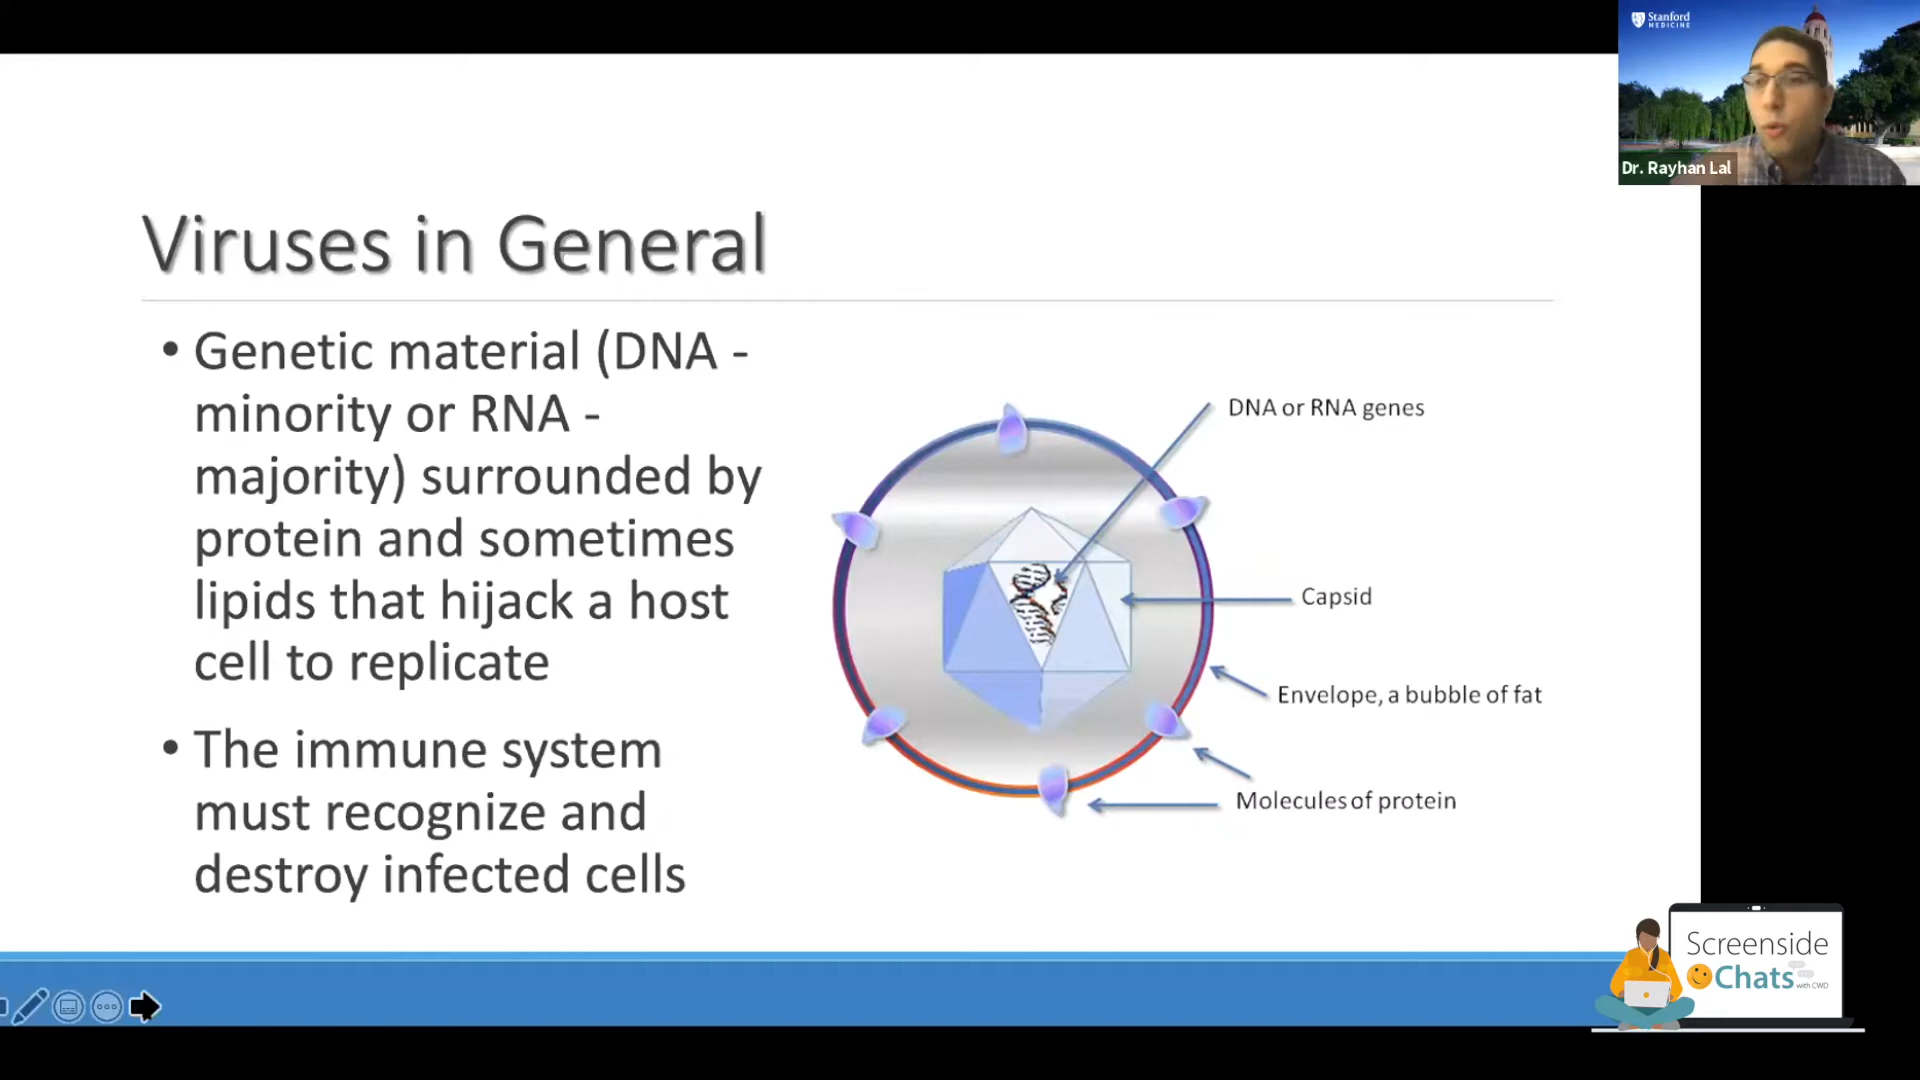 Stanford
MEDICINE
Dr. Rayhan Lal
Viruses in General
• Genetic material (DNA -
minority or RNA -
majority) surrounded by
protein and sometimes
lipids that hijack a host
cell to replicate
• The immune system
must recognize and
destroy infected cells
DNA or RNA genes
Capsid
Envelope, a bubble of fat
Molecules of protein
Screenside
Chats
with CWD